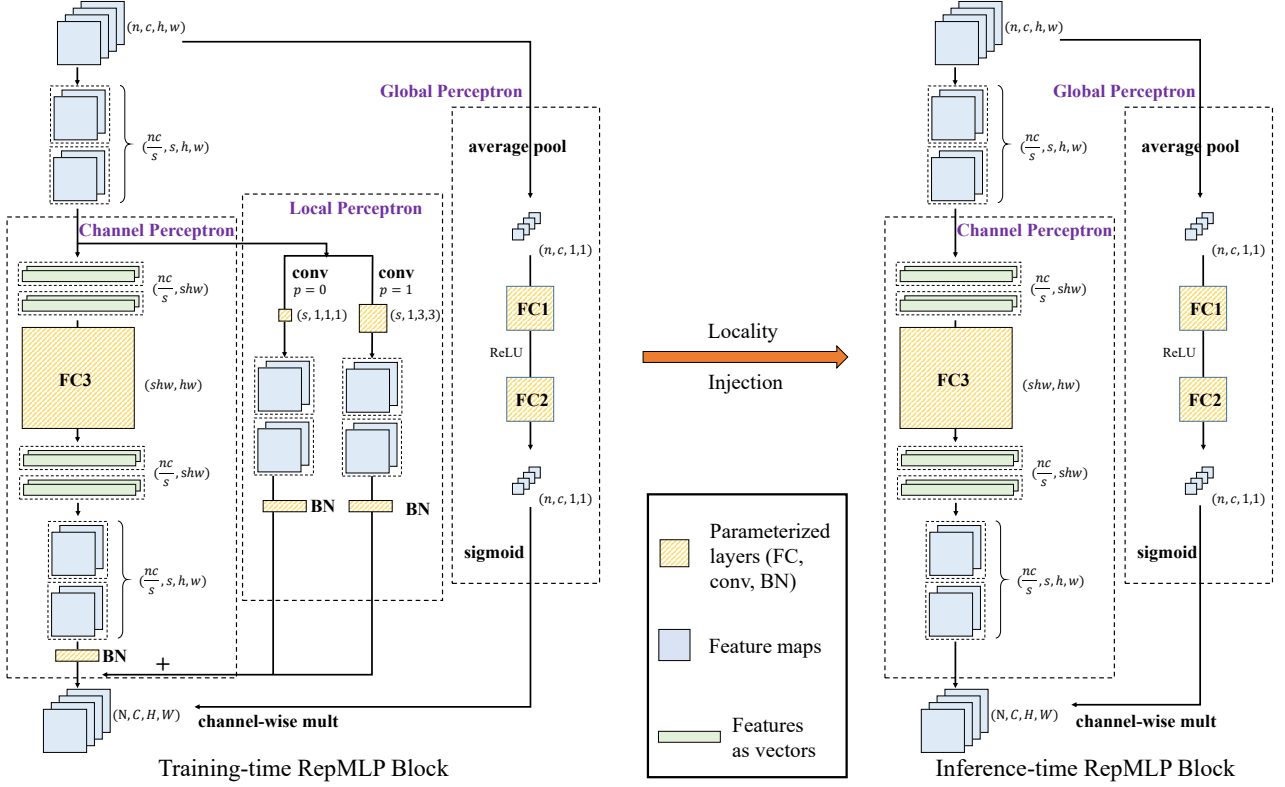 (n, c, h, w)
Global Perceptron
(nc/s, s, h, w)
average pool
Local Perceptron
Channel Perceptron
(n, c, 1,1)
conv
p = 0
conv
p = 1
(nc/s, shw)
(s, 1,1,1)
(s, 1,3,3)
FC1
ReLU
FC3
(shw, hw)
FC2
(nc/s, shw)
(n, c, 1,1)
BN
BN
sigmoid
(nc/s, s, h, w)
BN
+
(N, C, H, W)
channel-wise mult
Training-time RepMLP Block
Locality
Injection
Parameterized
layers (FC,
conv, BN)
Feature maps
Features
as vectors
(n, c, h, w)
Global Perceptron
(nc/s, s, h, w)
average pool
Channel Perceptron
(n, c, 1,1)
(nc/s, shw)
FC1
ReLU
FC3
(shw, hw)
FC2
(nc/s, shw)
(n, c, 1,1)
sigmoid
(nc/s, s, h, w)
(N, C, H, W)
channel-wise mult
Inference-time RepMLP Block